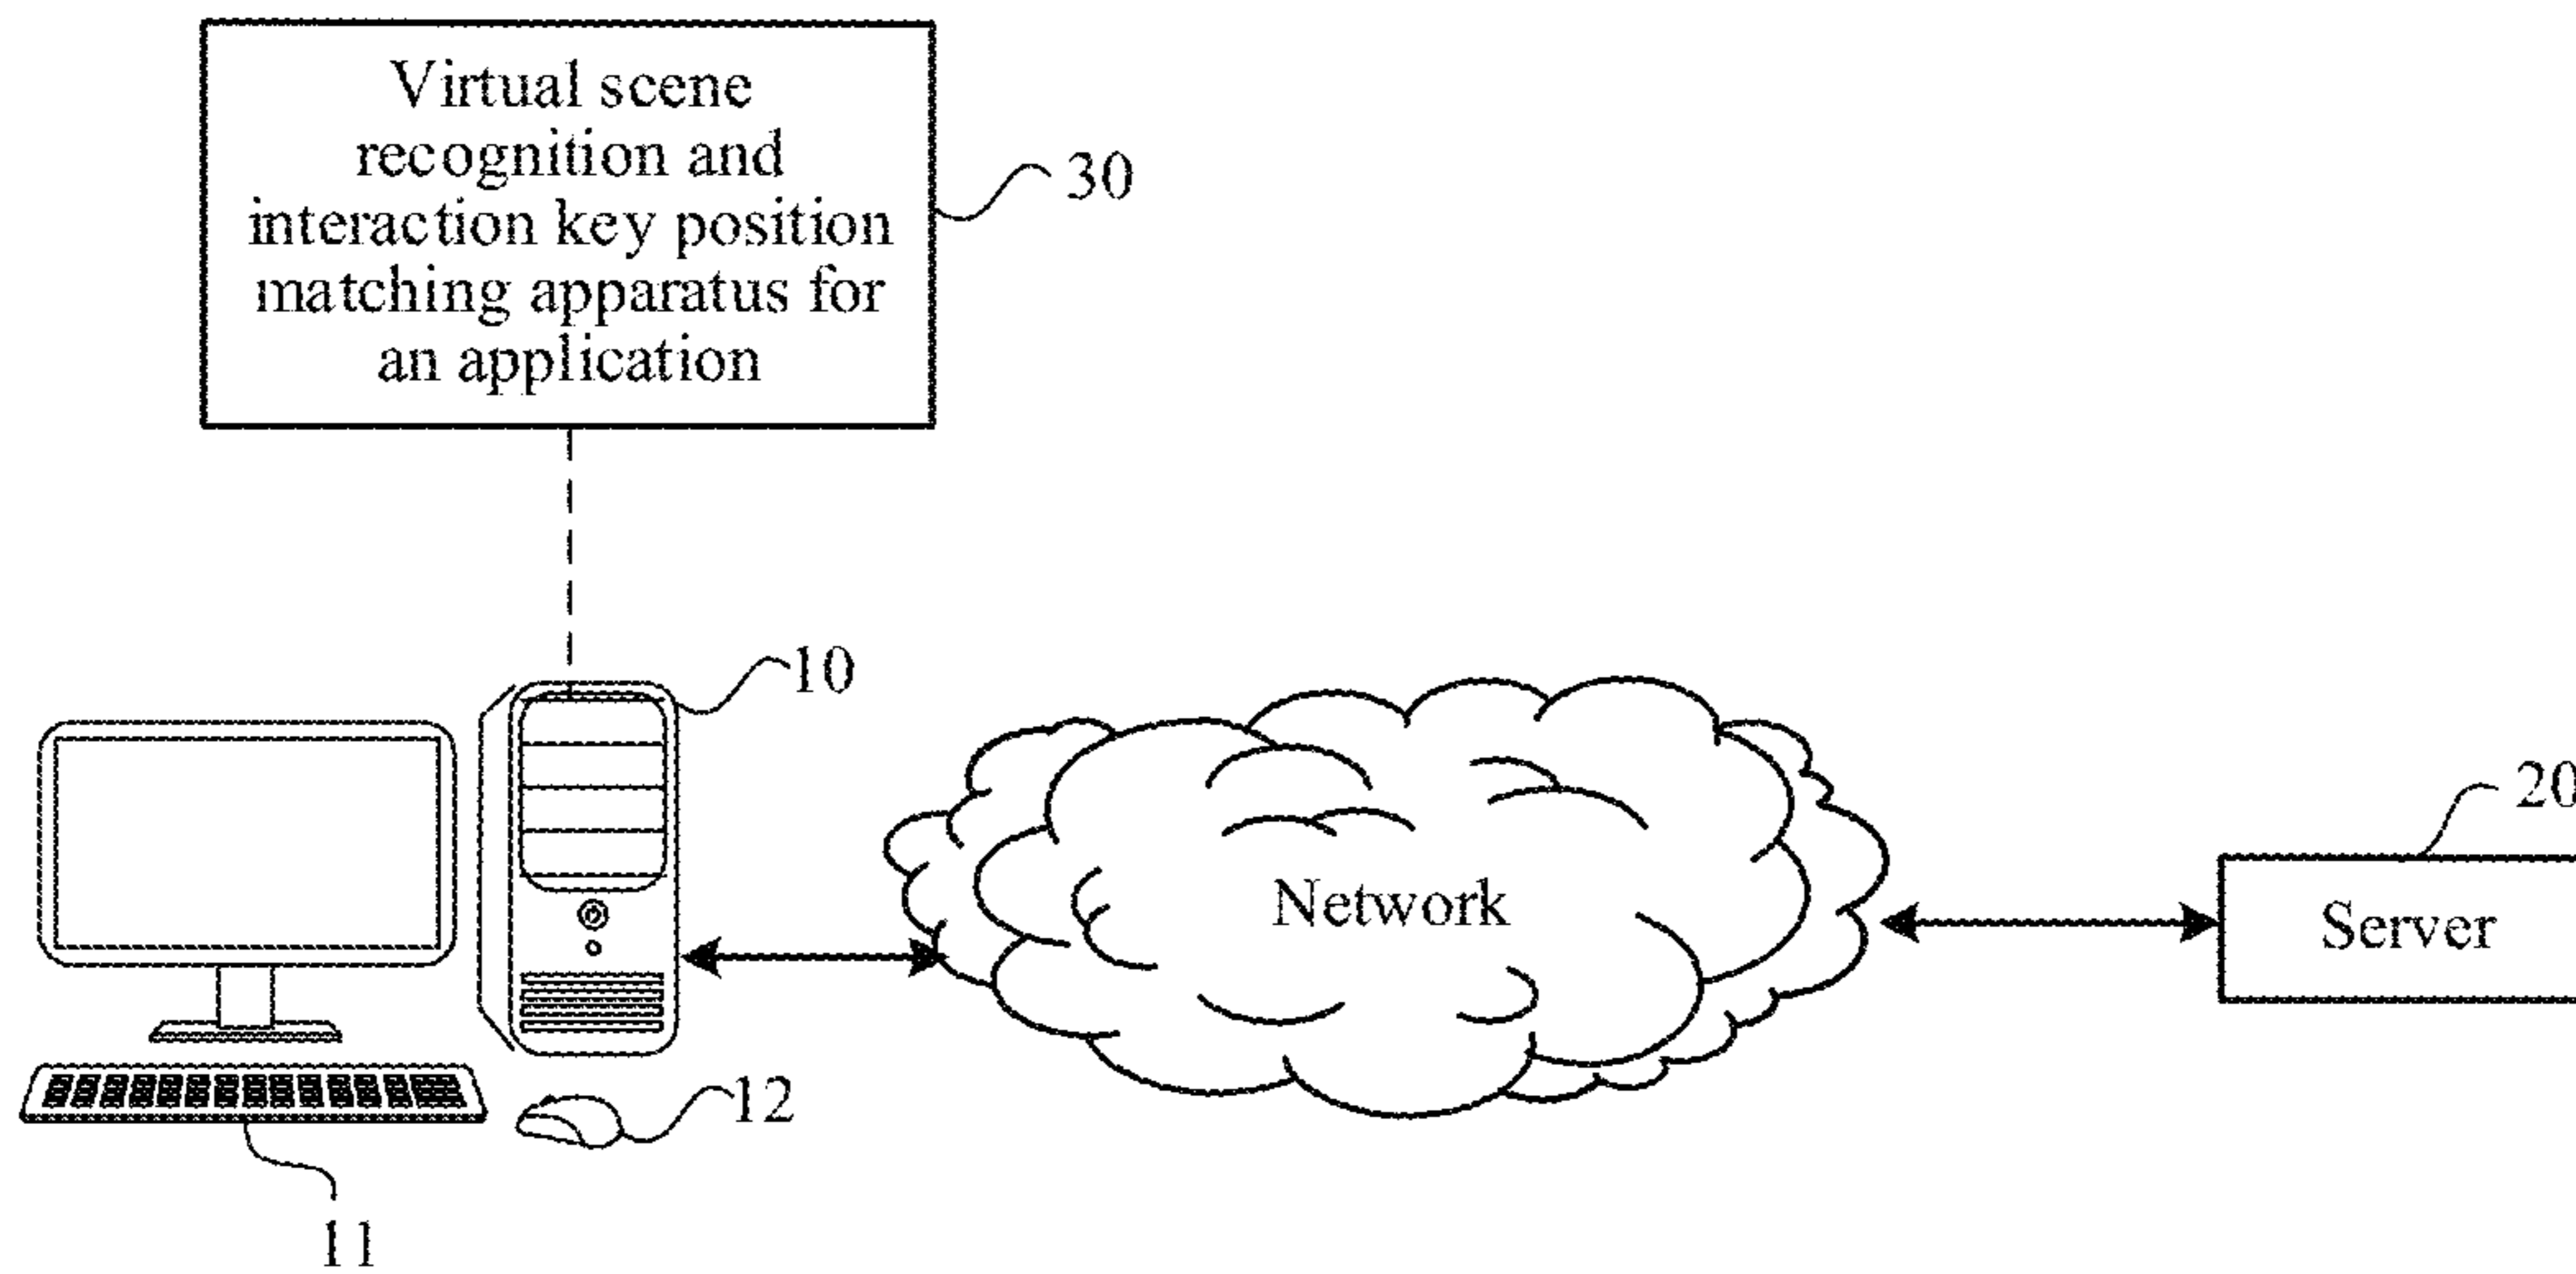 Virtual scene
recognition and
interaction key position
matching apparatus for
an application
30
10
20
Network
Server
12
11